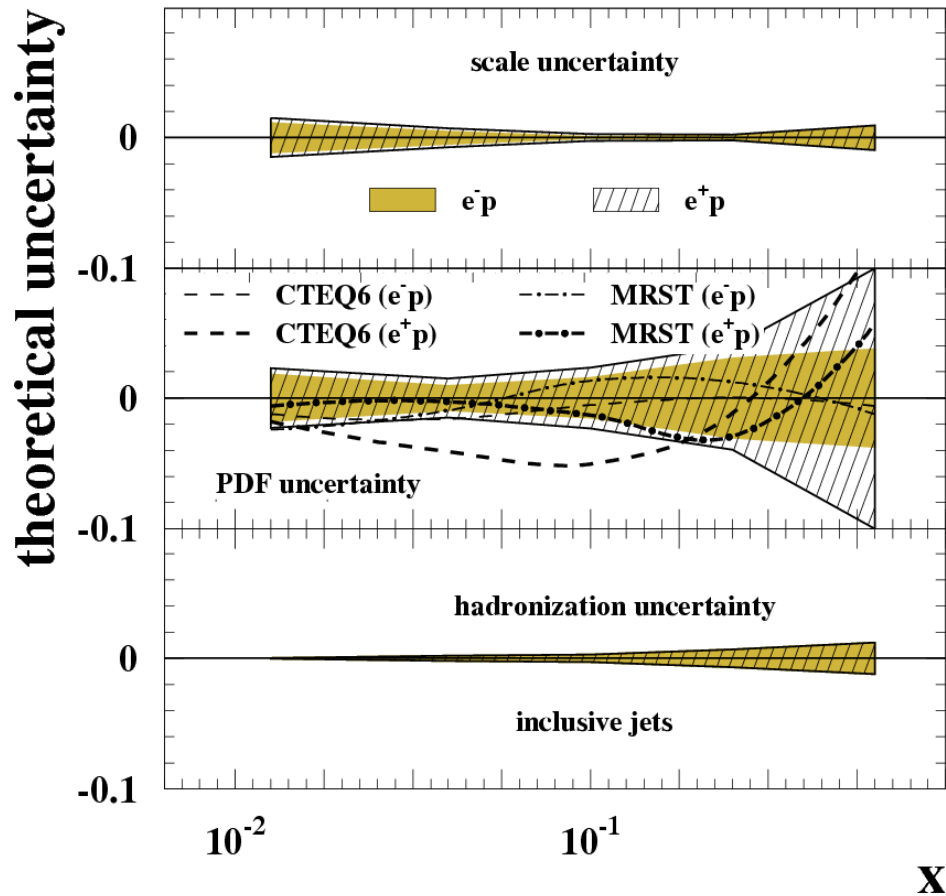 theoretical uncertainty
scale uncertainty
0
e⁻p
e⁺p
-0.1
CTEQ6 (e⁻p)
MRST (e⁻p)
CTEQ6 (e⁺p)
MRST (e⁺p)
0
PDF uncertainty
-0.1
hadronization uncertainty
0
inclusive jets
-0.1
10⁻²
10⁻¹
x